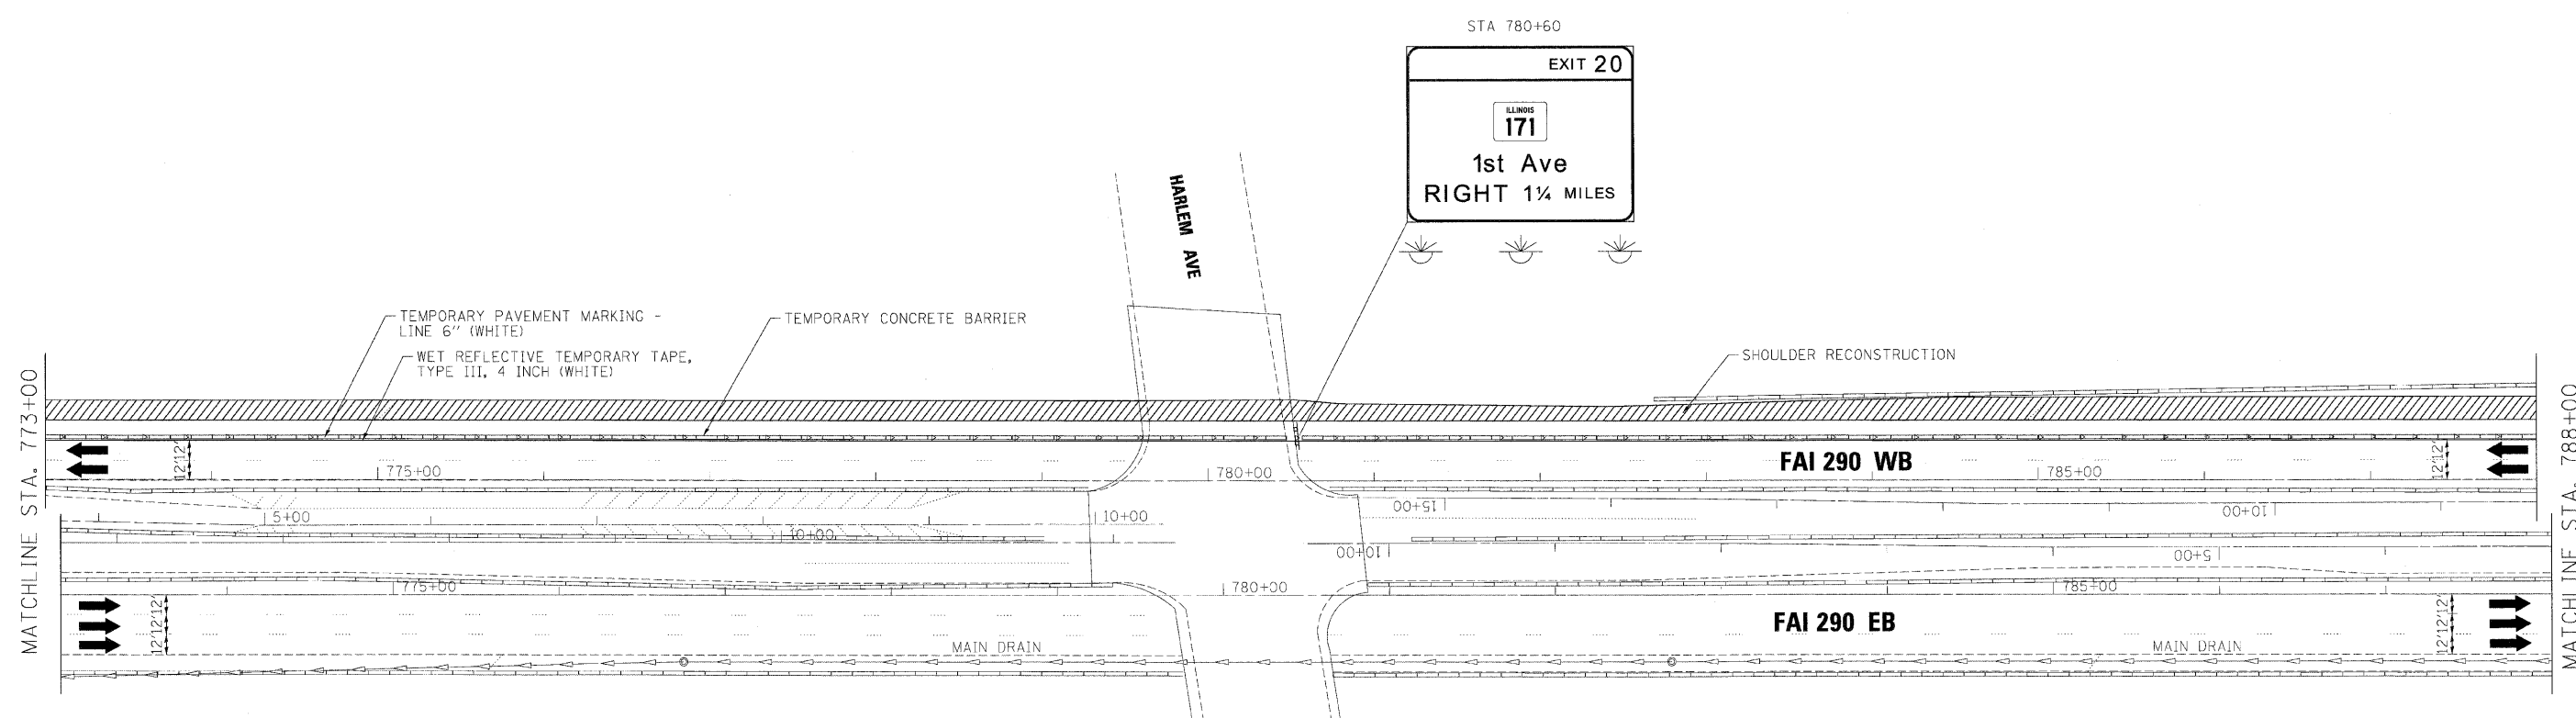 STA 780+60
EXIT 20
ILLINOIS
171
1st Ave
RIGHT 1¼ MILES
HARLEM AVE
TEMPORARY PAVEMENT MARKING -
LINE 6" (WHITE)
WET REFLECTIVE TEMPORARY TAPE,
TYPE III, 4 INCH (WHITE)
TEMPORARY CONCRETE BARRIER
SHOULDER RECONSTRUCTION
MATCHLINE STA. 773+00
MATCHLINE STA. 788+00
12' 12'
775+00
780+00
FAI 290 WB
785+00
12' 12'
5+00
10+00
15+00
10+00
10+00
10+00
5+00
775+00
780+00
785+00
12' 12' 12'
FAI 290 EB
12' 12' 12'
MAIN DRAIN
MAIN DRAIN